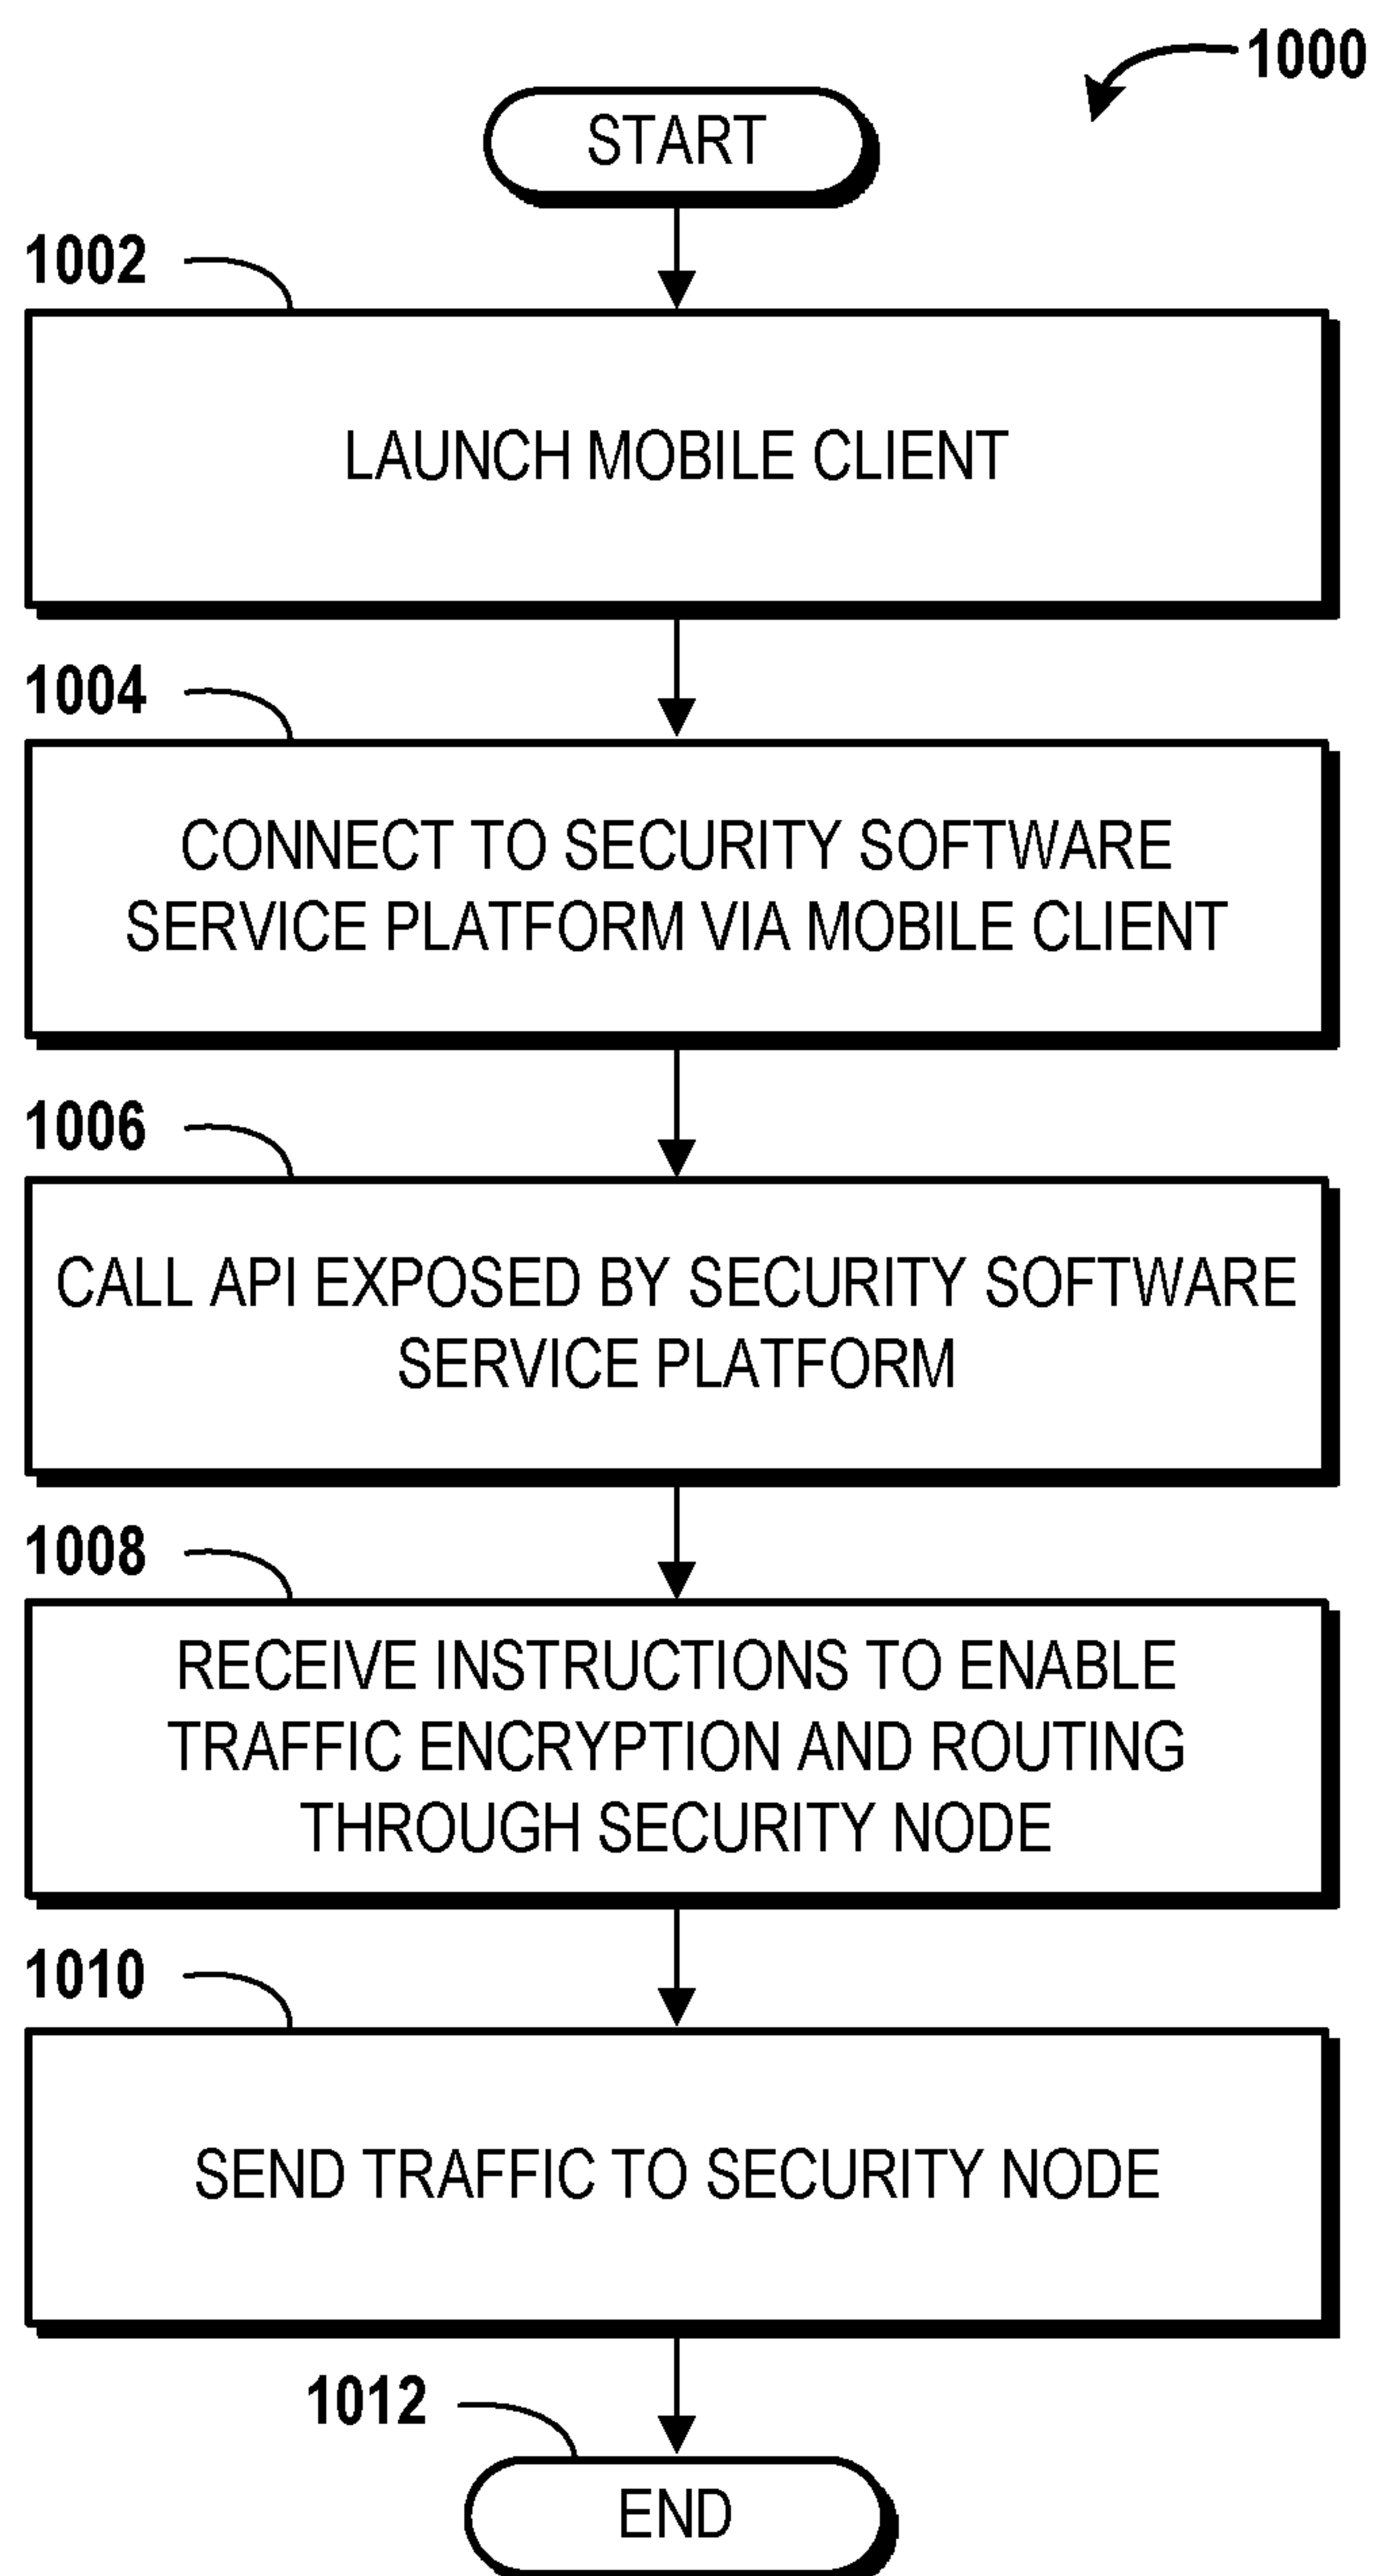 1000
START
1002
LAUNCH MOBILE CLIENT
1004
CONNECT TO SECURITY SOFTWARE
SERVICE PLATFORM VIA MOBILE CLIENT
1006
CALL API EXPOSED BY SECURITY SOFTWARE
SERVICE PLATFORM
1008
RECEIVE INSTRUCTIONS TO ENABLE
TRAFFIC ENCRYPTION AND ROUTING
THROUGH SECURITY NODE
1010
SEND TRAFFIC TO SECURITY NODE
1012
END